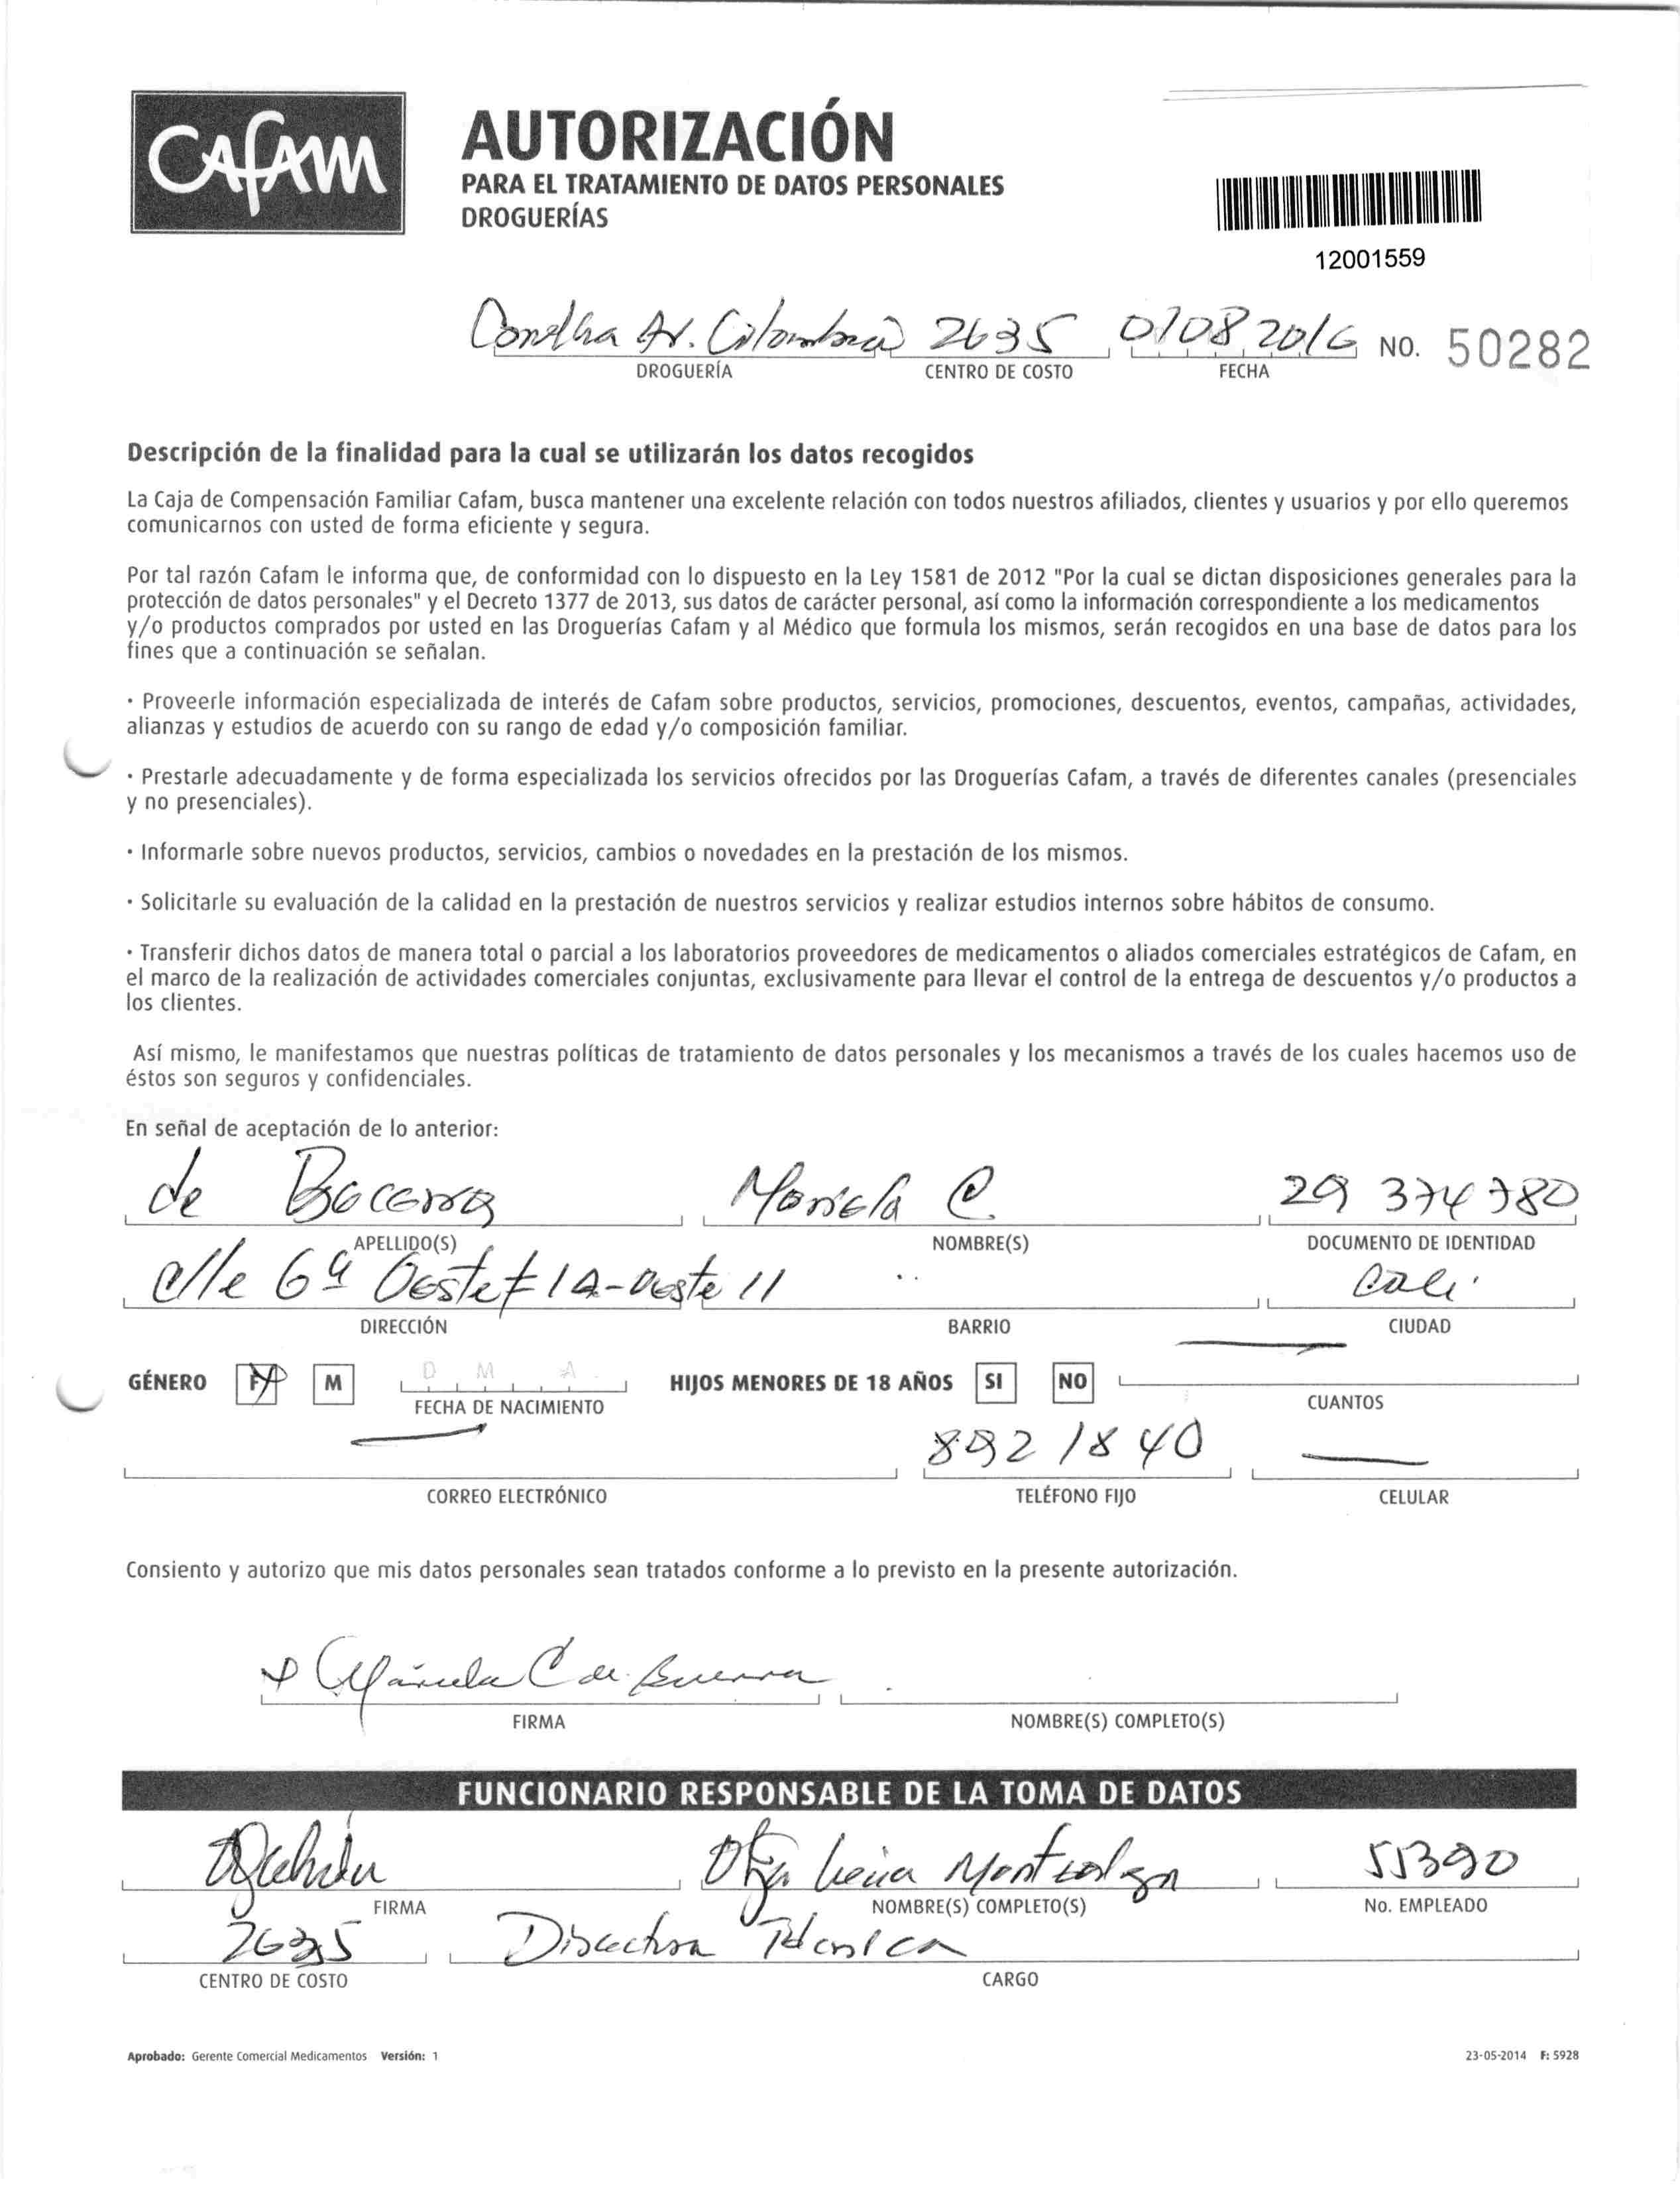 CAFAM
AUTORIZACIÓN
PARA EL TRATAMIENTO DE DATOS PERSONALES
DROGUERÍAS
12001559
Av. Colombia 2635 01082016 NO. 50282
DROGUERÍA CENTRO DE COSTO FECHA
Descripción de la finalidad para la cual se utilizarán los datos recogidos
La Caja de Compensación Familiar Cafam, busca mantener una excelente relación con todos nuestros afiliados, clientes y usuarios y por ello queremos
comunicarnos con usted de forma eficiente y segura.
Por tal razón Cafam le informa que, de conformidad con lo dispuesto en la Ley 1581 de 2012 "Por la cual se dictan disposiciones generales para la
protección de datos personales" y el Decreto 1377 de 2013, sus datos de carácter personal, así como la información correspondiente a los medicamentos
y/o productos comprados por usted en las Droguerías Cafam y al Médico que formula los mismos, serán recogidos en una base de datos para los
fines que a continuación se señalan.
· Proveerle información especializada de interés de Cafam sobre productos, servicios, promociones, descuentos, eventos, campañas, actividades,
alianzas y estudios de acuerdo con su rango de edad y/o composición familiar.
· Prestarle adecuadamente y de forma especializada los servicios ofrecidos por las Droguerías Cafam, a través de diferentes canales (presenciales
y no presenciales).
· Informarle sobre nuevos productos, servicios, cambios o novedades en la prestación de los mismos.
· Solicitarle su evaluación de la calidad en la prestación de nuestros servicios y realizar estudios internos sobre hábitos de consumo.
· Transferir dichos datos de manera total o parcial a los laboratorios proveedores de medicamentos o aliados comerciales estratégicos de Cafam, en
el marco de la realización de actividades comerciales conjuntas, exclusivamente para llevar el control de la entrega de descuentos y/o productos a
los clientes.
Así mismo, le manifestamos que nuestras políticas de tratamiento de datos personales y los mecanismos a través de los cuales hacemos uso de
éstos son seguros y confidenciales.
En señal de aceptación de lo anterior:
de Becerra Mariela C. 29 374780
APELLIDO(S) NOMBRE(S) DOCUMENTO DE IDENTIDAD
clle 6a Oeste # 1A-Oeste 11 Cali
DIRECCIÓN BARRIO CIUDAD
GÉNERO F M D M A HIJOS MENORES DE 18 AÑOS SI NO
FECHA DE NACIMIENTO CUANTOS
8921840
CORREO ELECTRÓNICO TELÉFONO FIJO CELULAR
Consiento y autorizo que mis datos personales sean tratados conforme a lo previsto en la presente autorización.
Mariela C de Becerra
FIRMA NOMBRE(S) COMPLETO(S)
FUNCIONARIO RESPONSABLE DE LA TOMA DE DATOS
Olga 55390
FIRMA NOMBRE(S) COMPLETO(S) No. EMPLEADO
2635 Directora Técnica
CENTRO DE COSTO CARGO
Aprobado: Gerente Comercial Medicamentos Versión: 1 23-05-2014 F: 5928